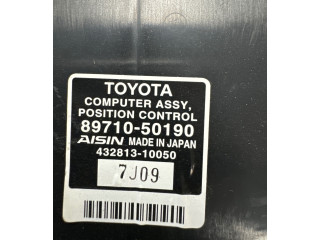 TOYOTA
COMPUTER ASSY,
POSITION CONTROL
89710-50190
AISIN MADE IN JAPAN
432813-10050
7J09